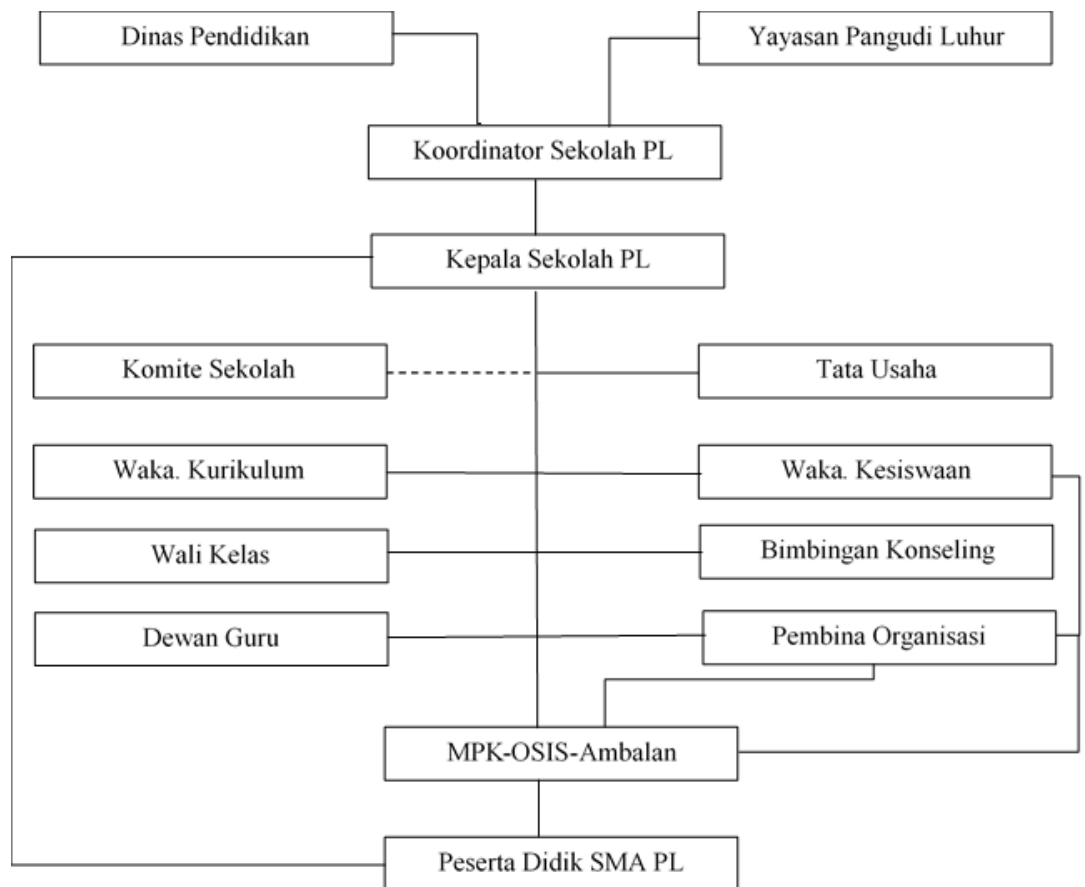 Dinas Pendidikan
Yayasan Pangudi Luhur
Koordinator Sekolah PL
Kepala Sekolah PL
Komite Sekolah
Tata Usaha
Waka. Kurikulum
Waka. Kesiswaan
Wali Kelas
Bimbingan Konseling
Dewan Guru
Pembina Organisasi
MPK-OSIS-Ambalan
Peserta Didik SMA PL